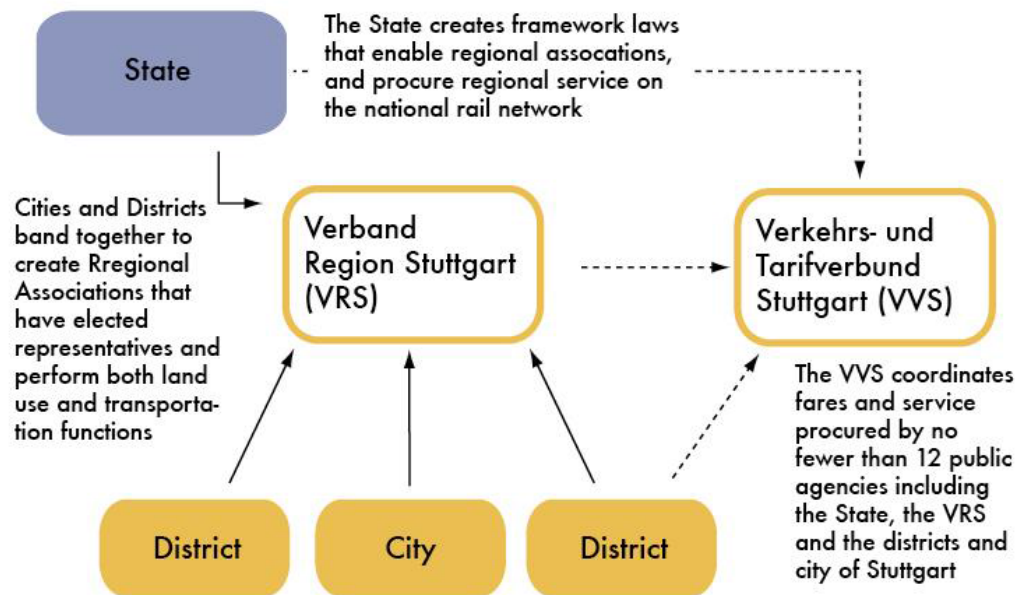 State
The State creates framework laws
that enable regional assocations,
and procure regional service on
the national rail network
Cities and Districts
band together to
create Rregional
Associations that
have elected
representatives and
perform both land
use and transporta-
tion functions
Verband
Region Stuttgart
(VRS)
Verkehrs- und
Tarifverbund
Stuttgart (VVS)
The VVS coordinates
fares and service
procured by no
fewer than 12 public
agencies including
the State, the VRS
and the districts and
city of Stuttgart
District
City
District